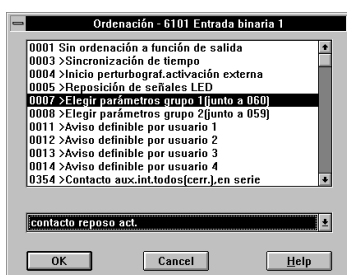 Ordenación - 6101 Entrada binaria 1
0001 Sin ordenación a función de salida
0003 >Sincronización de tiempo
0004 >Inicio perturbograf.activación externa
0005 >Reposición de señales LED
0007 >Elegir parámetros grupo 1(junto a 060)
0008 >Elegir parámetros grupo 2(junto a 059)
0011 >Aviso definible por usuario 1
0012 >Aviso definible por usuario 2
0013 >Aviso definible por usuario 3
0014 >Aviso definible por usuario 4
0354 >Contacto aux.int.todos(cerr.),en serie
contacto reposo act.
OK Cancel Help